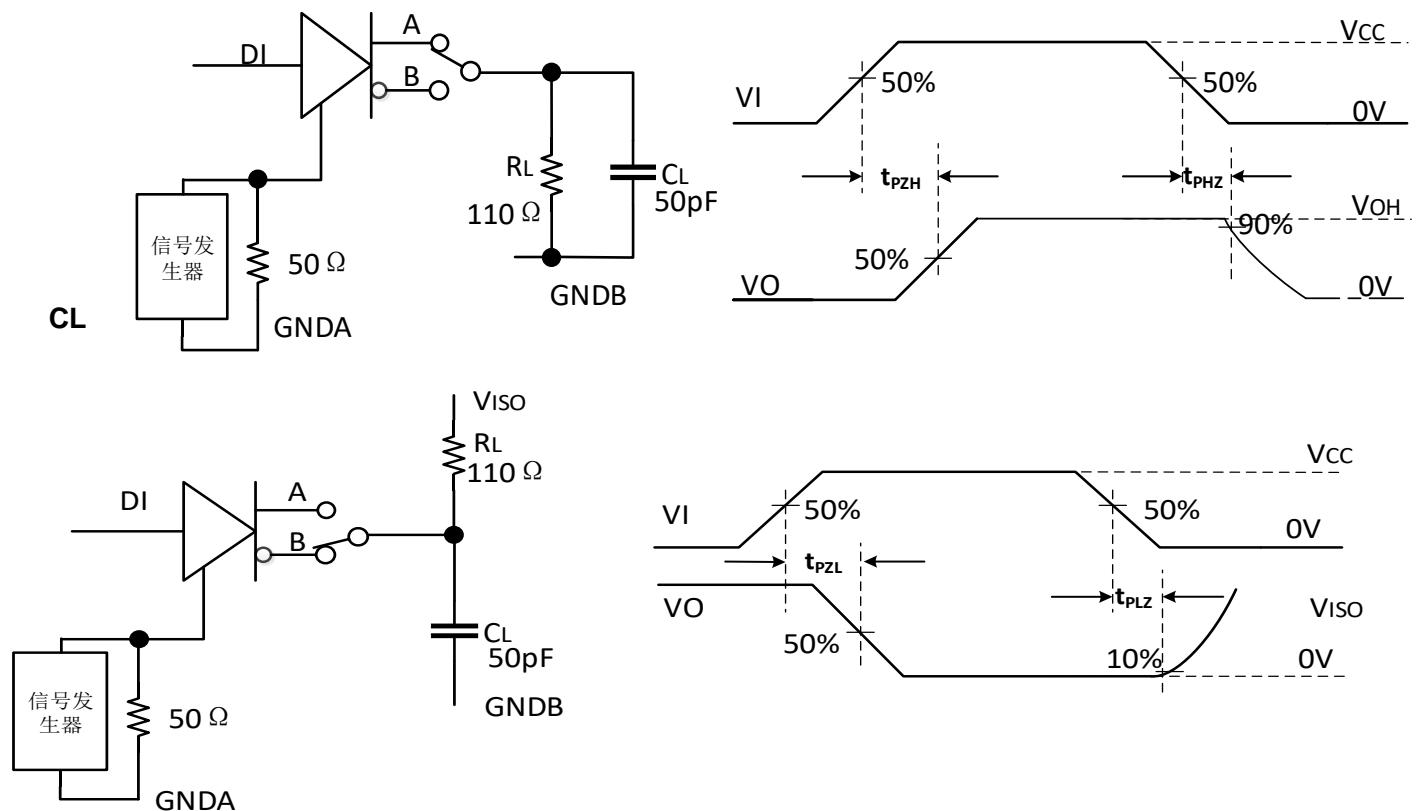 DI
A
B
RL
110 Ω
CL
50pF
GNDB
信号发
生器
50 Ω
GNDA
CL
VI
50%
50%
VCC
0V
tPZH
tPHZ
VO
50%
VOH
90%
0V
VISO
RL
110 Ω
DI
A
B
CL
50pF
GNDB
信号发
生器
50 Ω
GNDA
VI
50%
50%
VCC
0V
tPZL
tPLZ
VO
50%
10%
VISO
0V